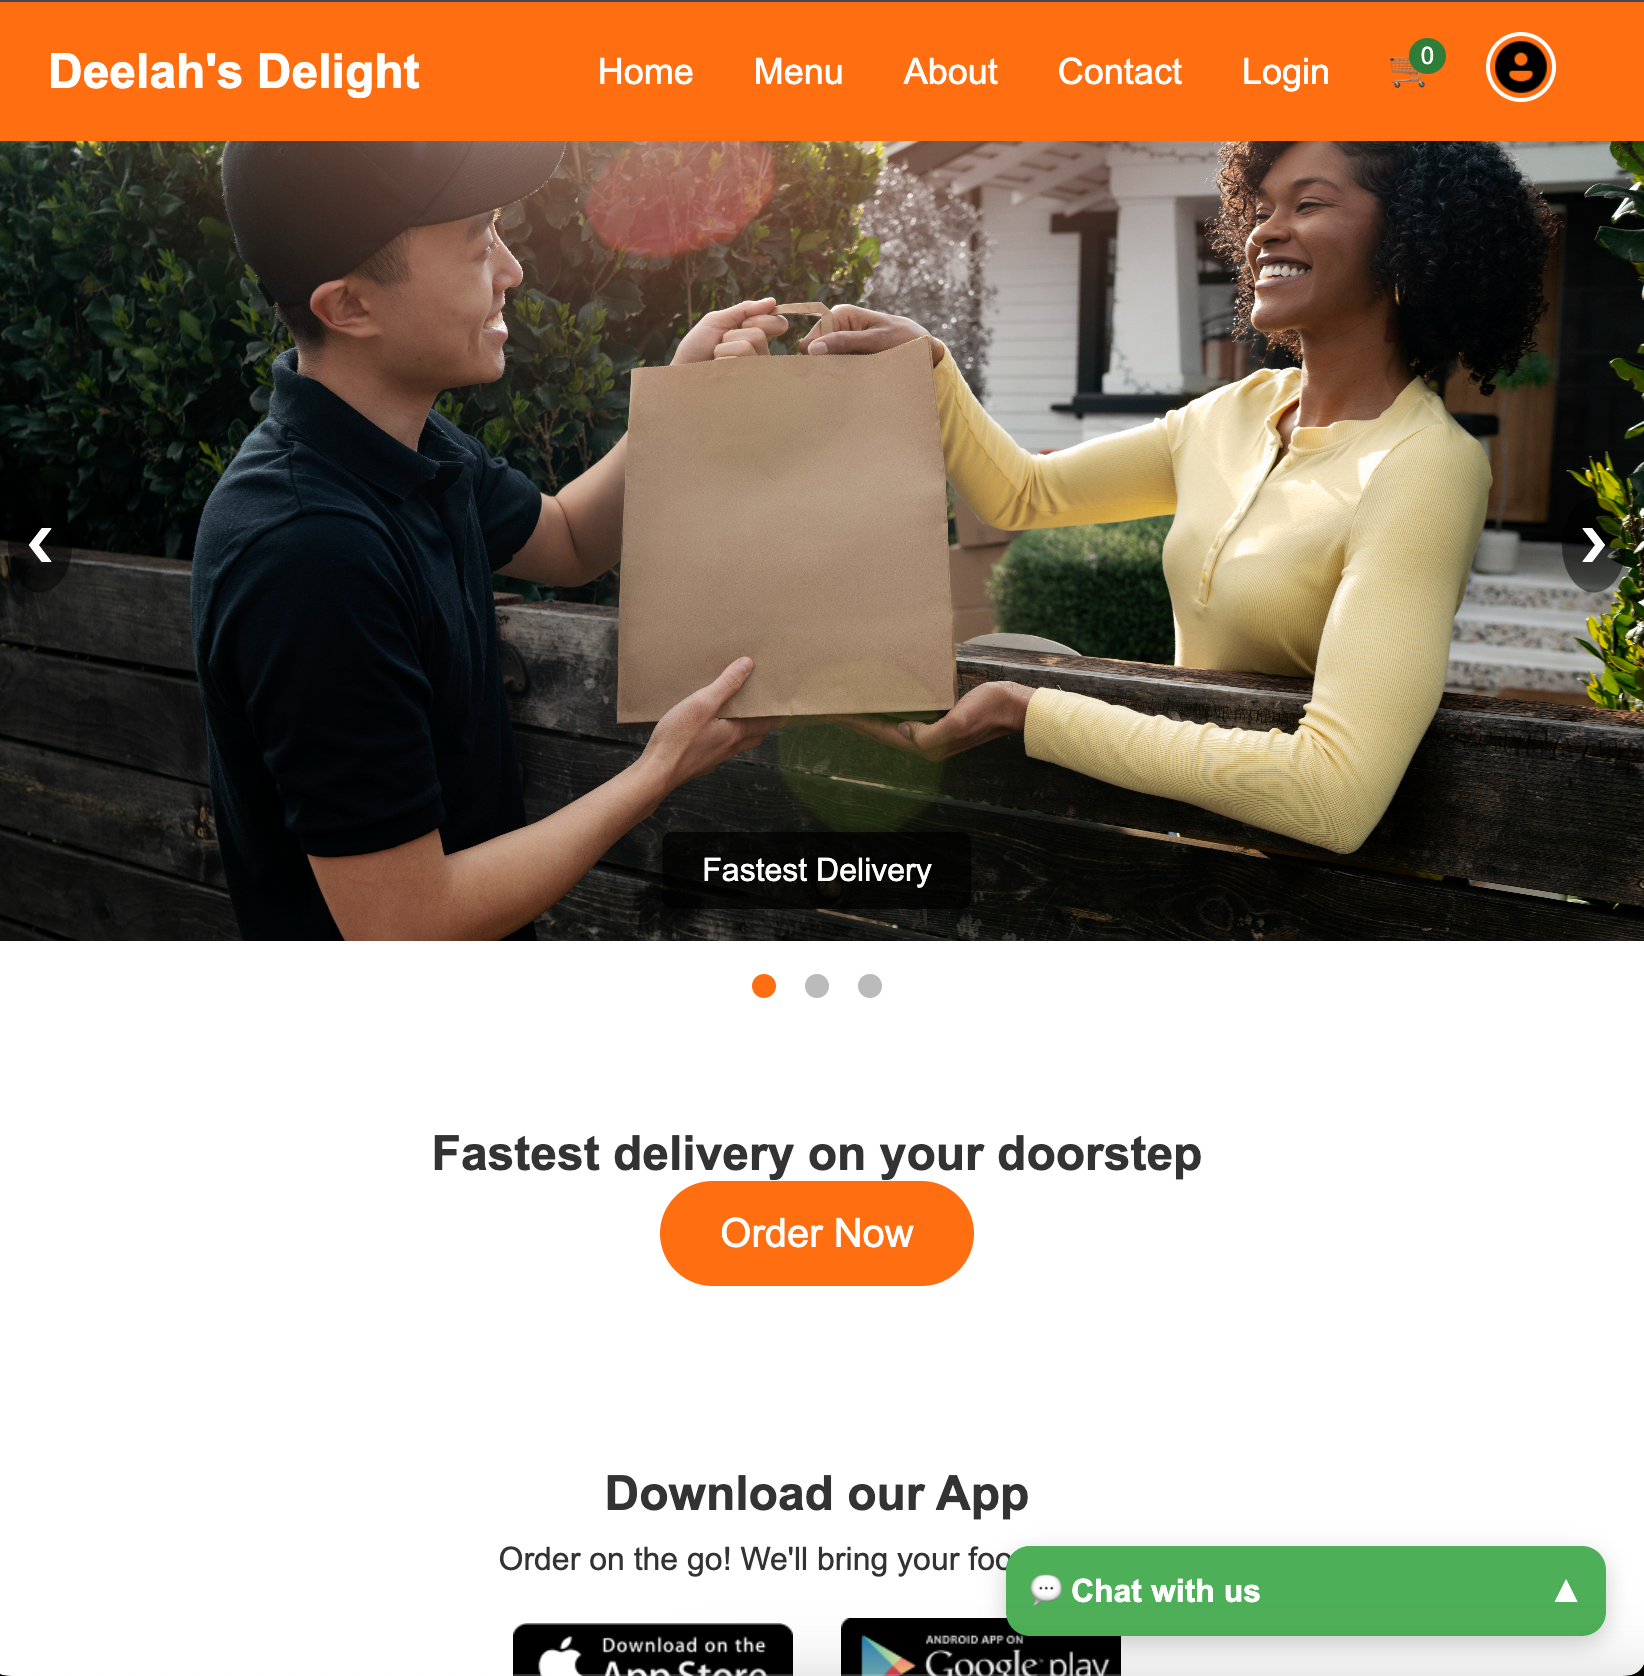 Deelah's Delight
Home Menu About Contact Login 0
Fastest Delivery
Fastest delivery on your doorstep
Order Now
Download our App
Order on the go! We'll bring your
Chat with us
Download on the
App Store
ANDROID APP ON
Google play